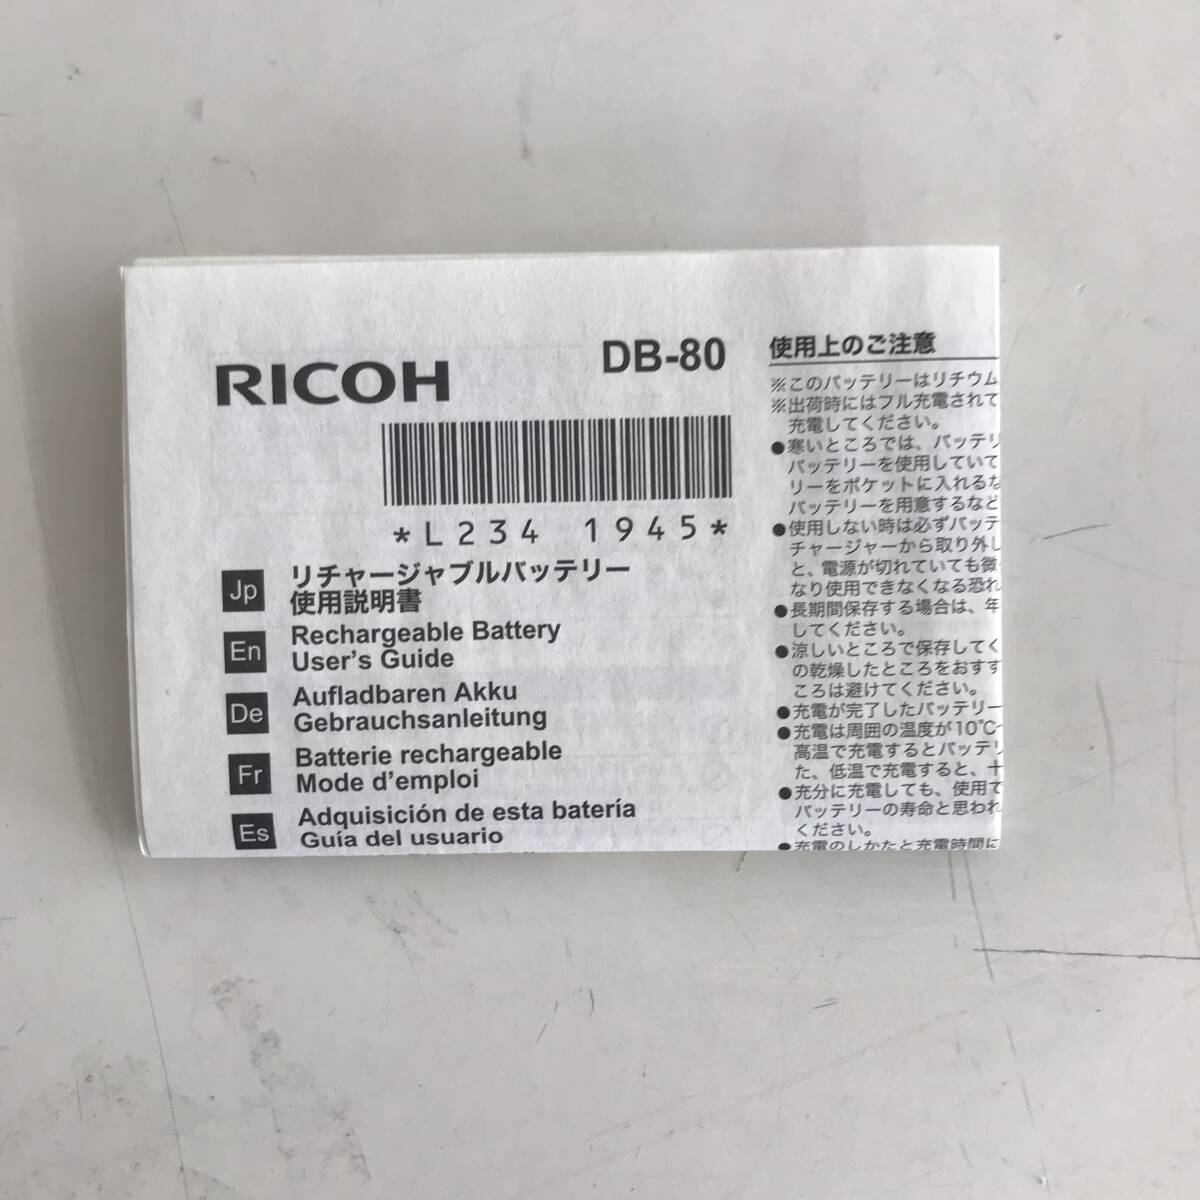 RICOH
DB-80
*L234 1945*
Jp リチャージャブルバッテリー
使用説明書
En Rechargeable Battery
User's Guide
De Aufladbaren Akku
Gebrauchsanleitung
Fr Batterie rechargeable
Mode d'emploi
Es Adquisición de esta batería
Guía del usuario
使用上のご注意
※このバッテリーはリチウム
※出荷時にはフル充電されて
充電してください。
●寒いところでは、バッテリ
バッテリーを使用していて
リーをポケットに入れるな
バッテリーを用意するなど
●使用しない時は必ずバッテ
チャージャーから取り外し
と、電源が切れていても微
なり使用できなくなる恐れ
●長期間保存する場合は、年
してください。
●涼しいところで保存してく
の乾燥したところをおすす
ころは避けてください。
●充電が完了したバッテリー
●充電は周囲の温度が10℃
高温で充電するとバッテリ
た、低温で充電すると、十
●充分に充電しても、使用で
バッテリーの寿命と思われ
ください。
●充電のしかたと充電時間に